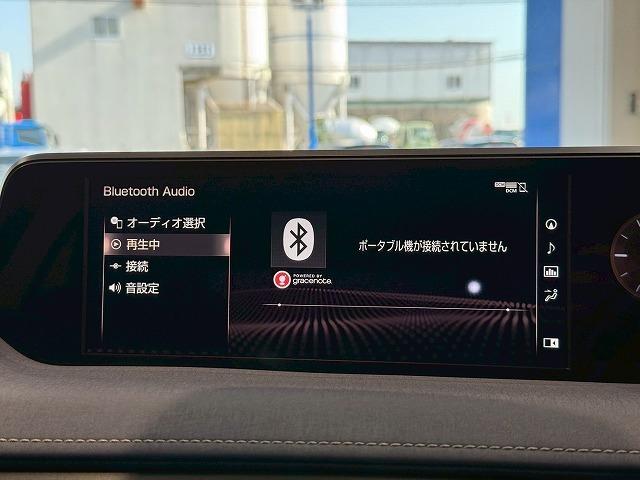 Bluetooth Audio
DCM
DCM
オーディオ選択
再生中
接続
音設定
ポータブル機が接続されていません
POWERED BY
gracenote.